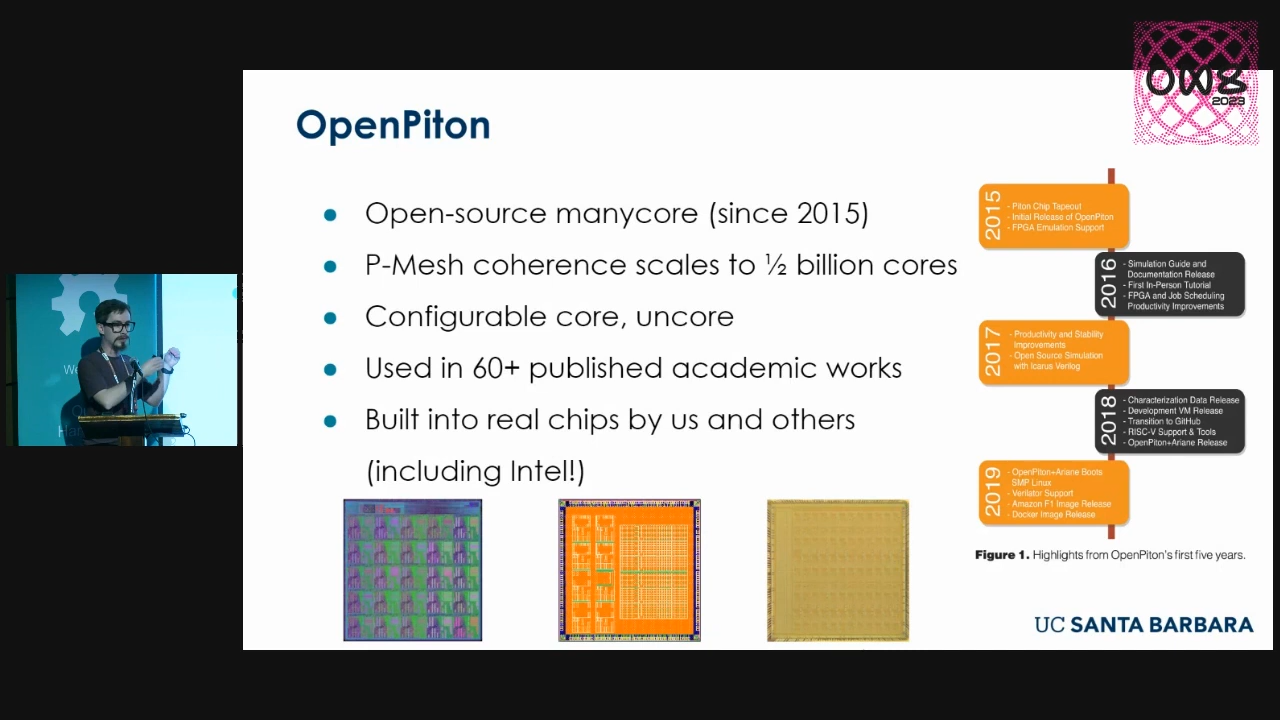 OW8
2023
OpenPiton
Open-source manycore (since 2015)
P-Mesh coherence scales to ½ billion cores
Configurable core, uncore
Used in 60+ published academic works
Built into real chips by us and others
(including Intel!)
2015
- Piton Chip Tapeout
- Initial Release of OpenPiton
- FPGA Emulation Support
2016
- Simulation Guide and
Documentation Release
- First In-Person Tutorial
- FPGA and Job Scheduling
Productivity Improvements
2017
- Productivity and Stability
Improvements
- Open Source Simulation
with Icarus Verilog
2018
- Characterization Data Release
- Development VM Release
- Transition to GitHub
- RISC-V Support & Tools
- OpenPiton+Ariane Release
2019
- OpenPiton+Ariane Boots
SMP Linux
- Verilator Support
- Amazon F1 Image Release
- Docker Image Release
Figure 1. Highlights from OpenPiton's first five years.
UC SANTA BARBARA